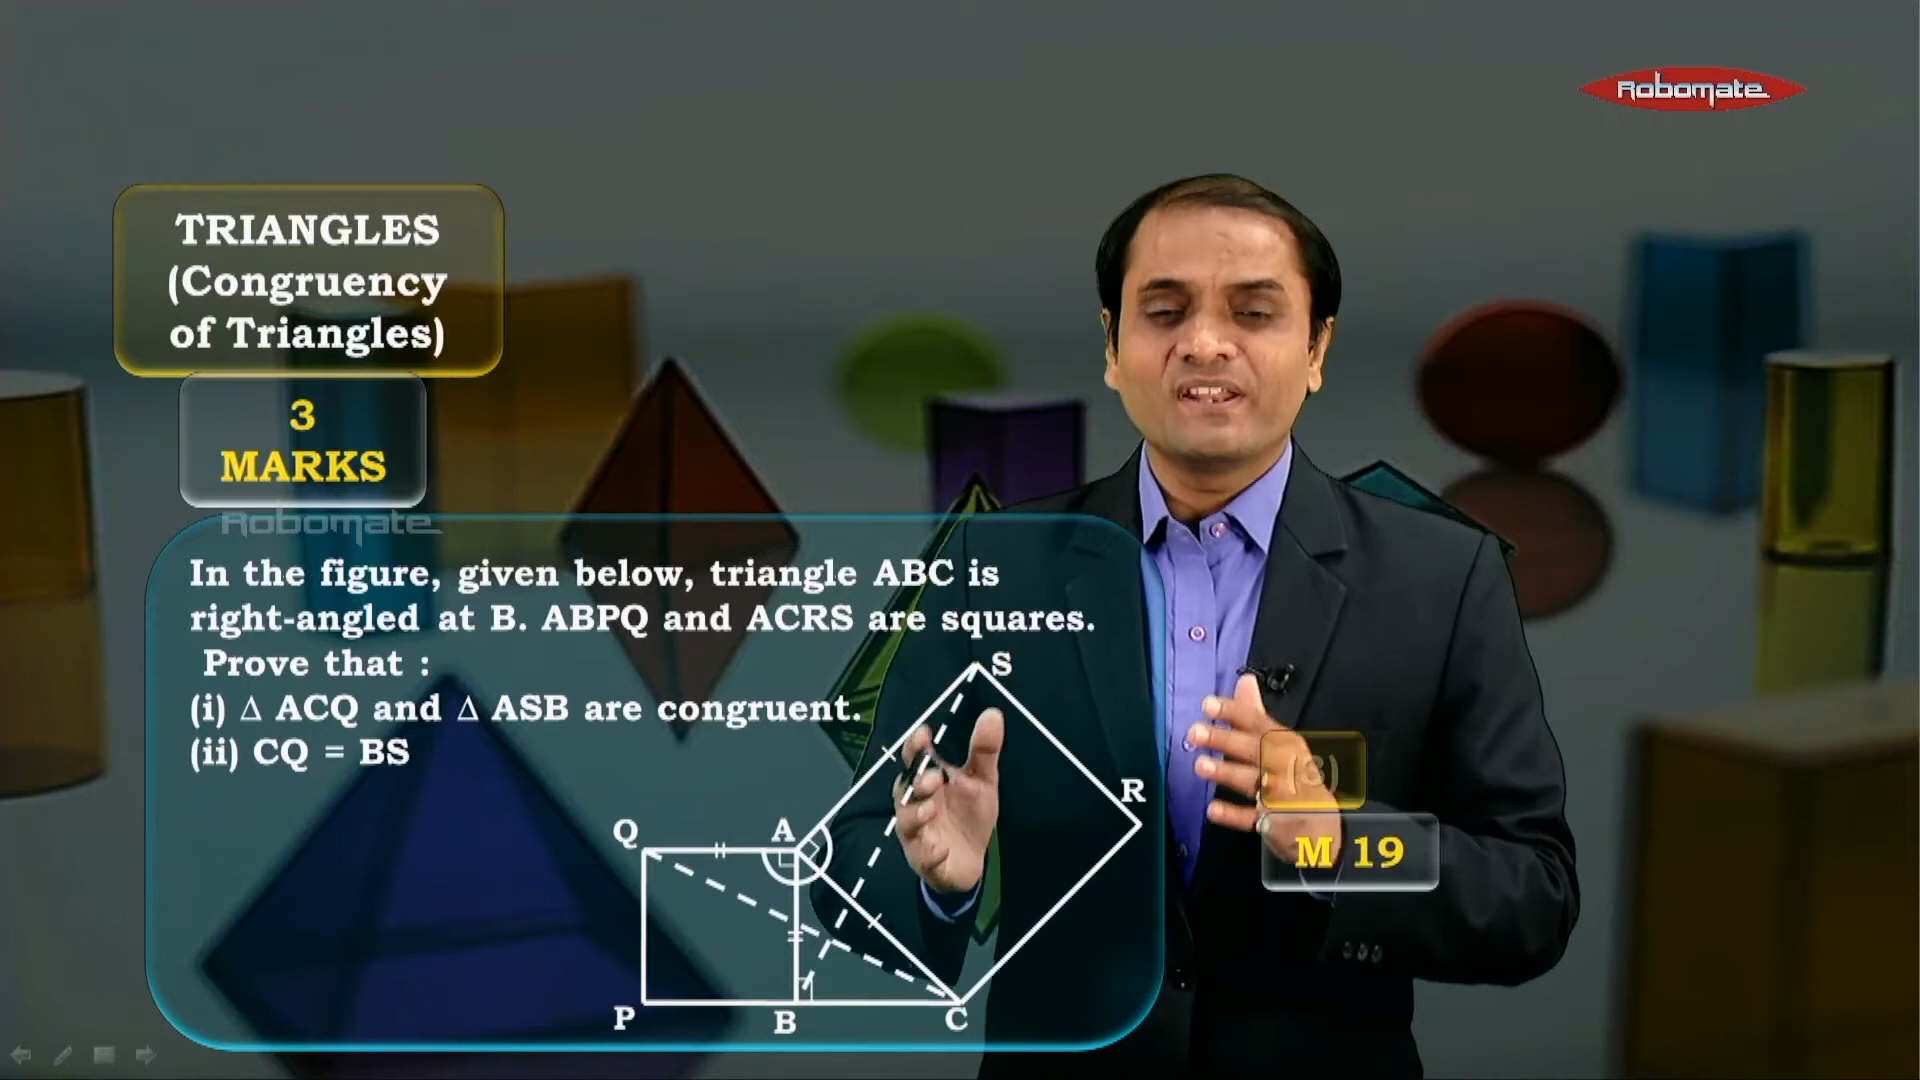 Robomate
TRIANGLES
(Congruency
of Triangles)
3
MARKS
Robomate
In the figure, given below, triangle ABC is
right-angled at B. ABPQ and ACRS are squares.
Prove that :
(i) Δ ACQ and Δ ASB are congruent.
(ii) CQ = BS
S
R
Q
A
(3)
M 19
P
B
C